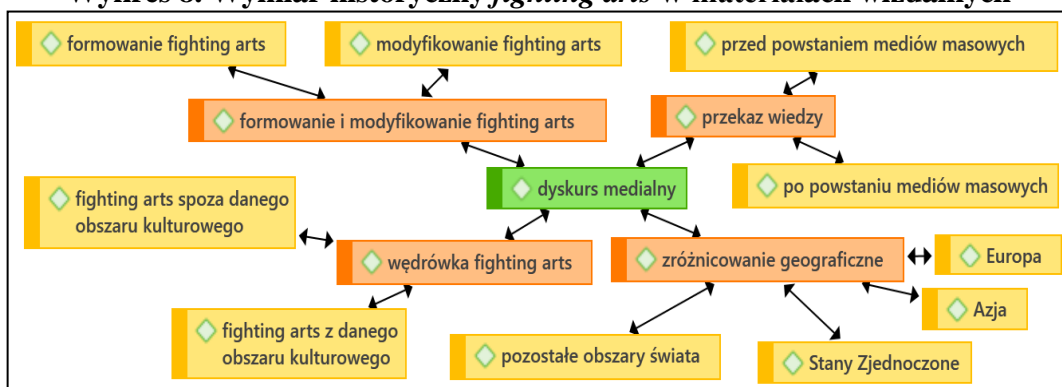 Wykres 8. Wymiar historyczny fighting arts w materiałach wizualnych
formowanie fighting arts
modyfikowanie fighting arts
przed powstaniem mediów masowych
formowanie i modyfikowanie fighting arts
przekaz wiedzy
dyskurs medialny
po powstaniu mediów masowych
fighting arts spoza danego
obszaru kulturowego
wędrówka fighting arts
zróżnicowanie geograficzne
Europa
Azja
fighting arts z danego
obszaru kulturowego
pozostałe obszary świata
Stany Zjednoczone